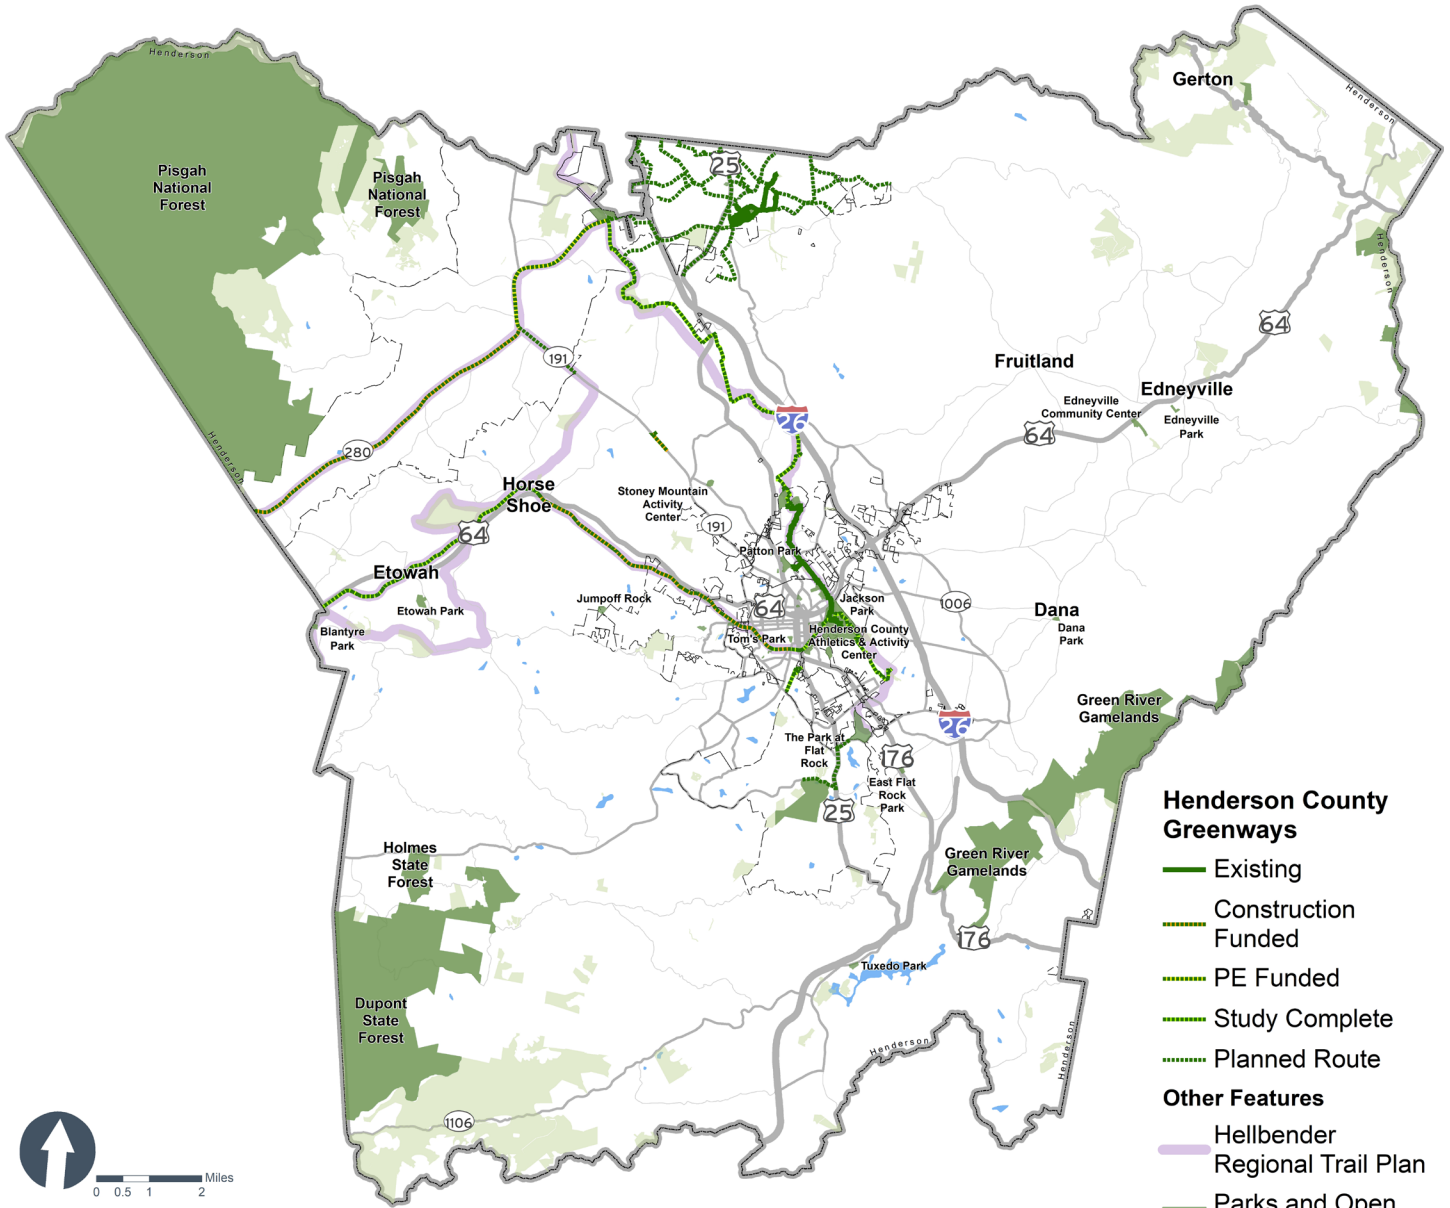 Henderson
Gerton
Henderson
25
Pisgah
National
Forest
Pisgah
National
Forest
Henderson
64
191
Fruitland
Edneyville
Edneyville
Community Center
Edneyville
Park
26
64
280
Henderson
Horse
Shoe
Stoney Mountain
Activity
Center
191
64
Patton Park
Etowah
Etowah Park
Jumpoff Rock
64
Jackson
Park
1006
Dana
Dana
Park
Blantyre
Park
Tom's Park
Henderson County
Athletics & Activity
Center
Green River
Gamelands
26
The Park at
Flat
Rock
176
East Flat
Rock
Park
25
Holmes
State
Forest
Green River
Gamelands
176
Tuxedo Park
Dupont
State
Forest
Henderson
Henderson
1106
Henderson County
Greenways
Existing
Construction
Funded
PE Funded
Study Complete
Planned Route
Other Features
Hellbender
Regional Trail Plan
Parks and Open
Miles
0 0.5 1 2